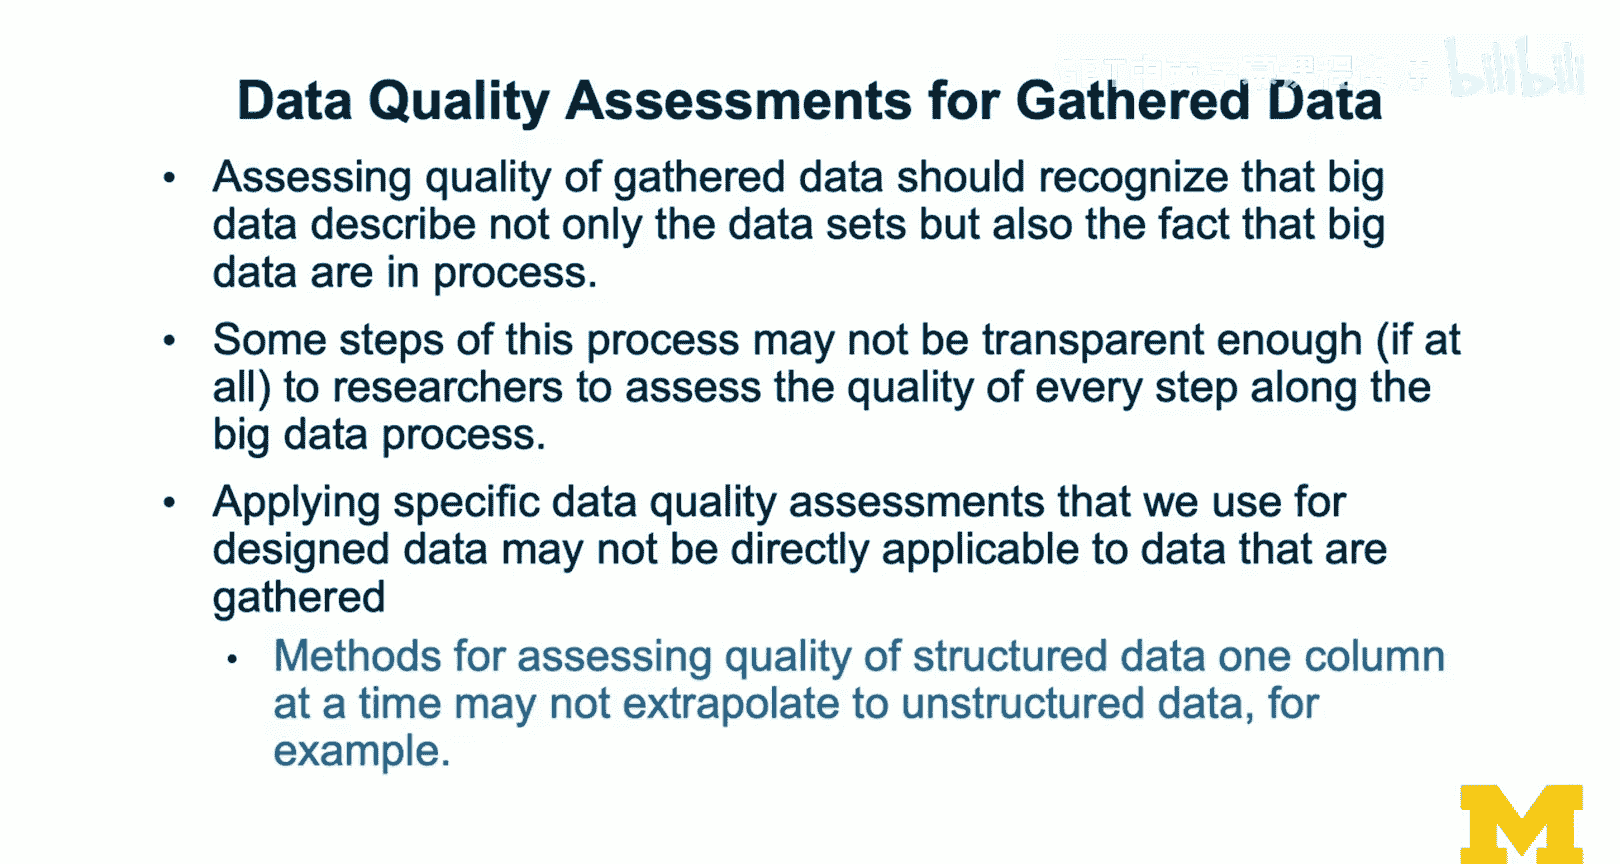 Data Quality Assessments for Gathered Data
• Assessing quality of gathered data should recognize that big
data describe not only the data sets but also the fact that big
data are in process.
• Some steps of this process may not be transparent enough (if at
all) to researchers to assess the quality of every step along the
big data process.
• Applying specific data quality assessments that we use for
designed data may not be directly applicable to data that are
gathered
• Methods for assessing quality of structured data one column
at a time may not extrapolate to unstructured data, for
example.
bilibili
M